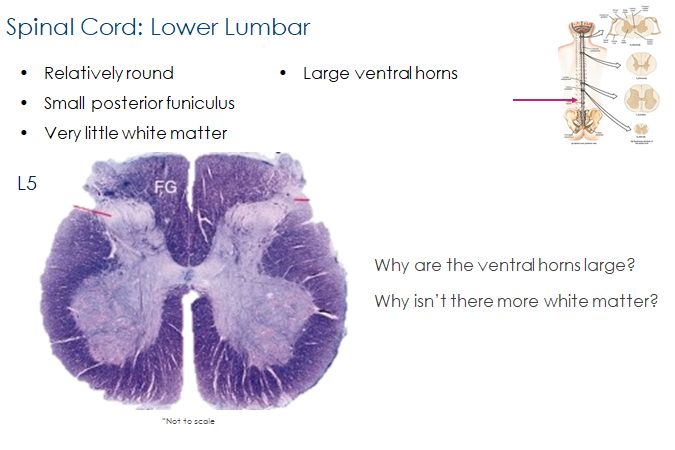 Spinal Cord: Lower Lumbar
• Relatively round
• Small posterior funiculus
• Very little white matter
• Large ventral horns
L5
FG
Why are the ventral horns large?
Why isn't there more white matter?
*Not to scale